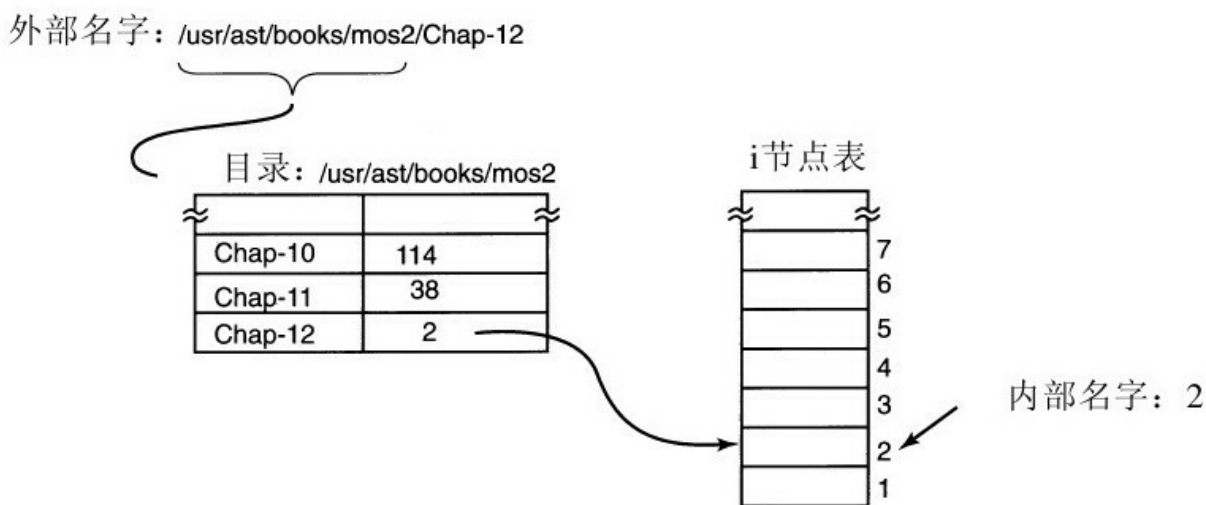 外部名字：/usr/ast/books/mos2/Chap-12
目录：/usr/ast/books/mos2
Chap-10 114
Chap-11 38
Chap-12 2
i节点表
7
6
5
4
3
2
1
内部名字：2